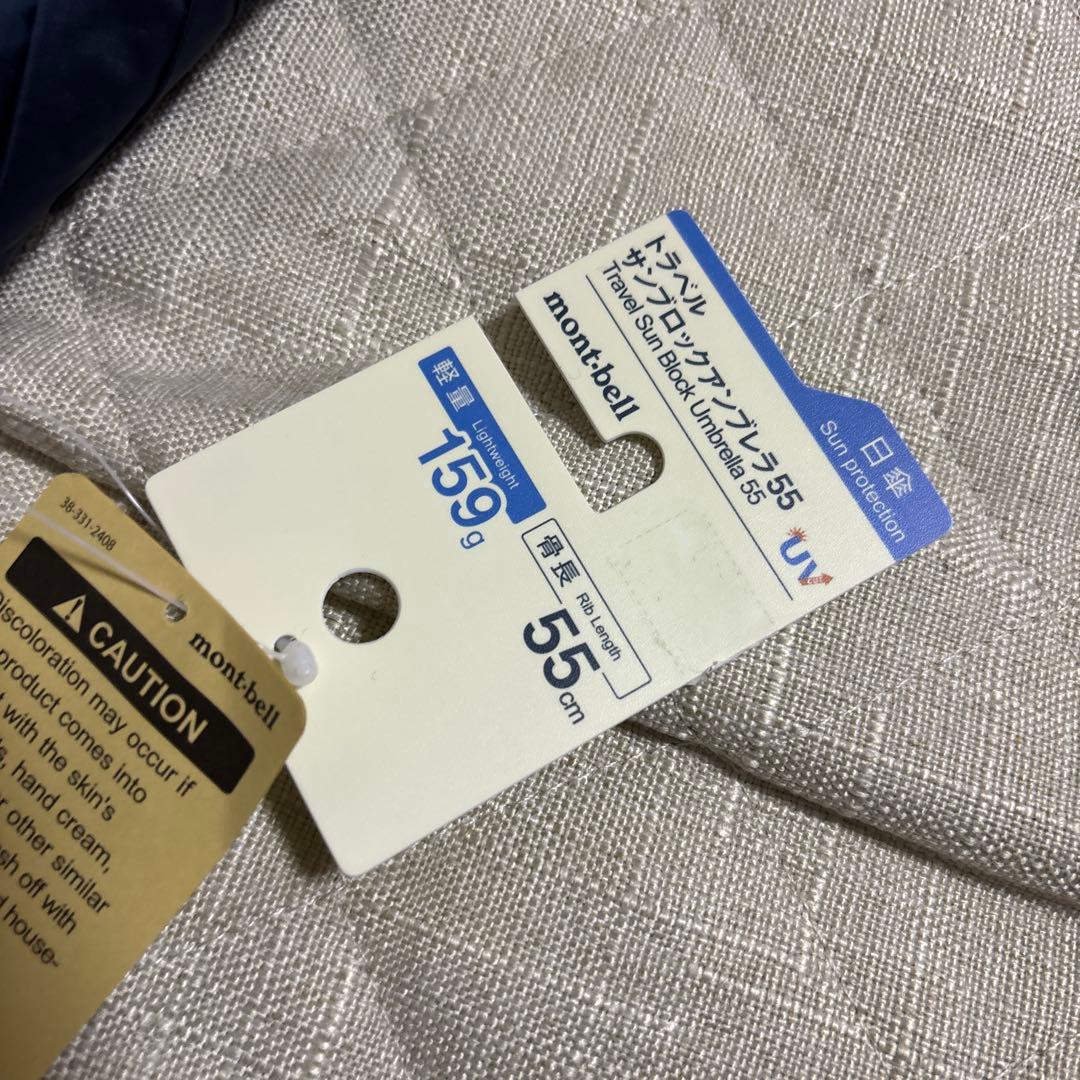 日傘
Sun protection
トラベル
サンブロックアンブレラ55
Travel Sun Block Umbrella 55
UV
CUT
mont·bell
軽量 Lightweight
159g
骨長 Rib Length
55cm
38-331-2408
mont·bell
CAUTION
Discoloration may occur if
product comes into
with the skin's
hand cream,
or other similar
off with
house-